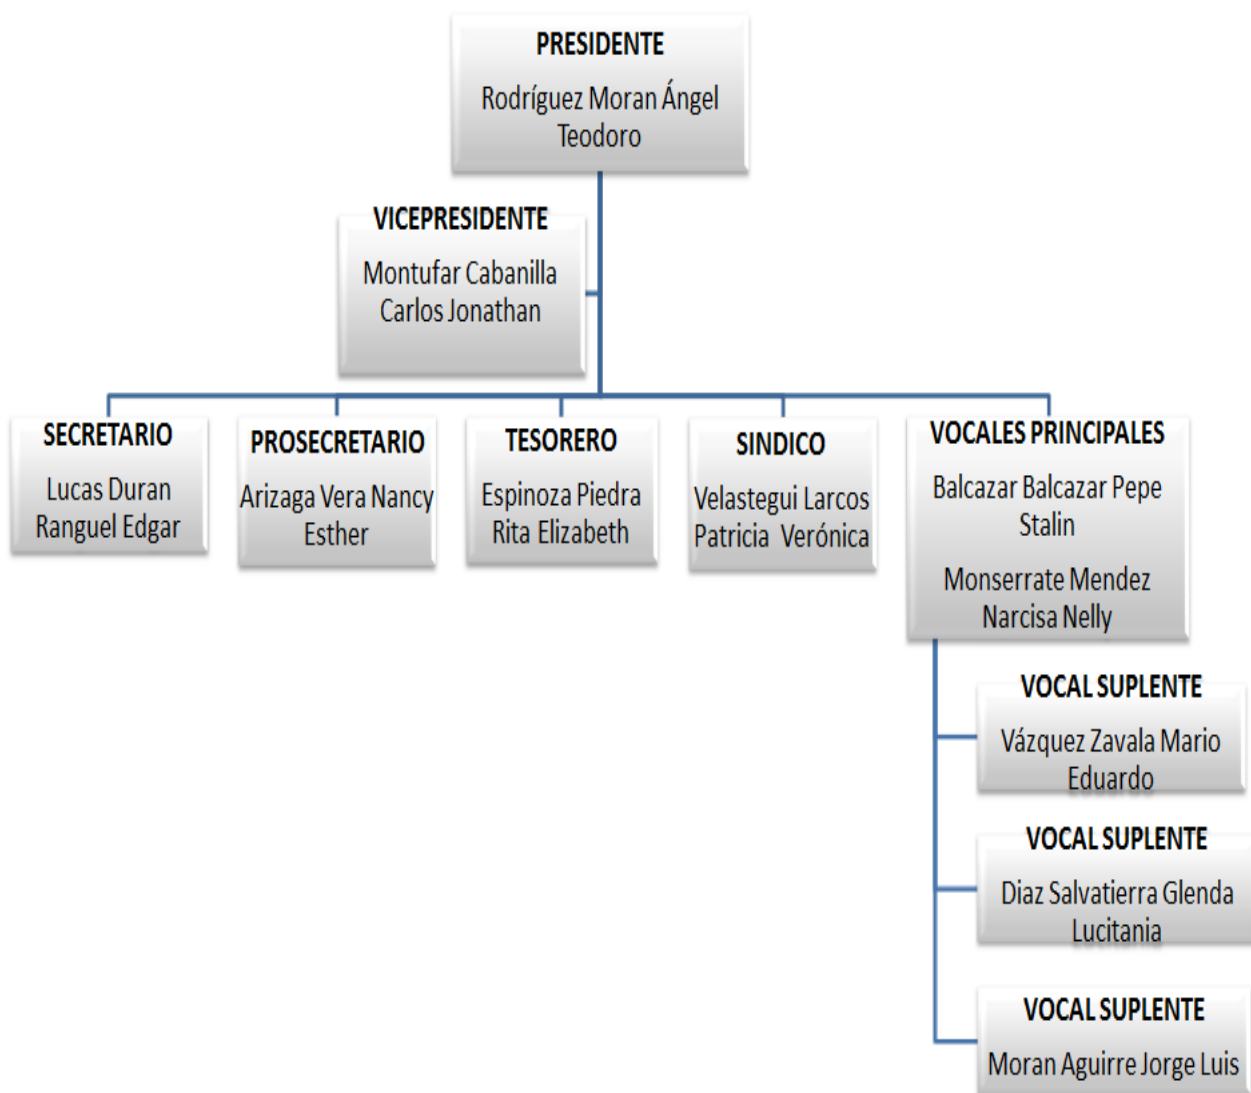 PRESIDENTE
Rodríguez Moran Ángel
Teodoro
VICEPRESIDENTE
Montufar Cabanilla
Carlos Jonathan
SECRETARIO
Lucas Duran
Ranguel Edgar
PROSECRETARIO
Arizaga Vera Nancy
Esther
TESORERO
Espinoza Piedra
Rita Elizabeth
SINDICO
Velastegui Larcos
Patricia Verónica
VOCALES PRINCIPALES
Balcazar Balcazar Pepe
Stalin
Monserrate Mendez
Narcisa Nelly
VOCAL SUPLENTE
Vázquez Zavala Mario
Eduardo
VOCAL SUPLENTE
Diaz Salvatierra Glenda
Lucitania
VOCAL SUPLENTE
Moran Aguirre Jorge Luis